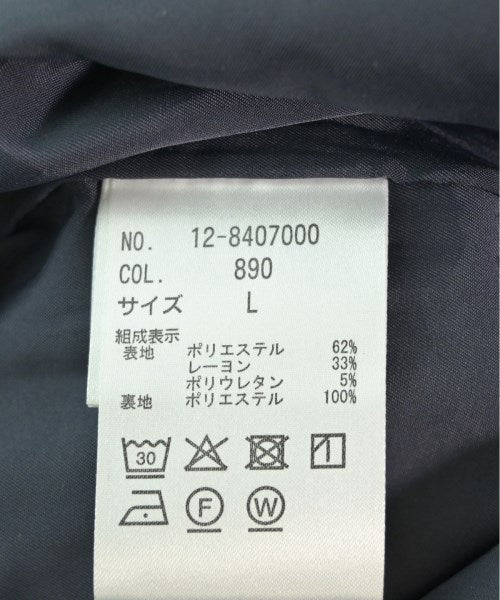 NO. 12-8407000
COL. 890
サイズ L
組成表示
表地 ポリエステル 62%
レーヨン 33%
ポリウレタン 5%
裏地 ポリエステル 100%
30
F W